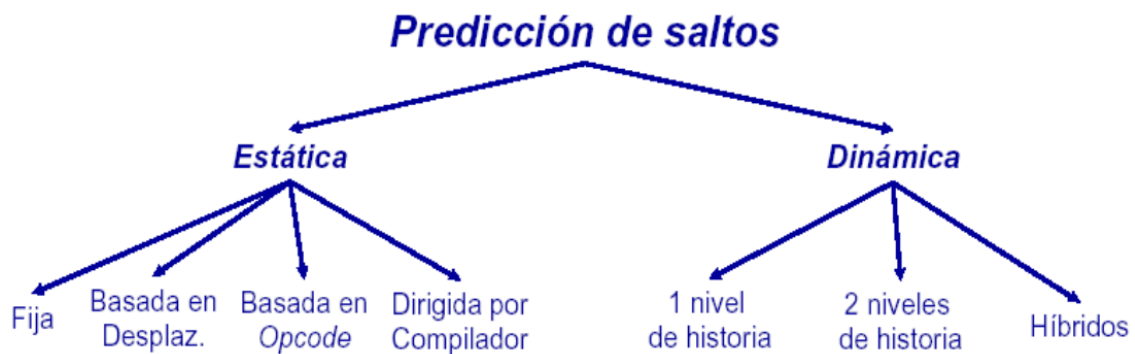 Predicción de saltos
Estática
Dinámica
Fija
Basada en
Desplaz.
Basada en
Opcode
Dirigida por
Compilador
1 nivel
de historia
2 niveles
de historia
Híbridos